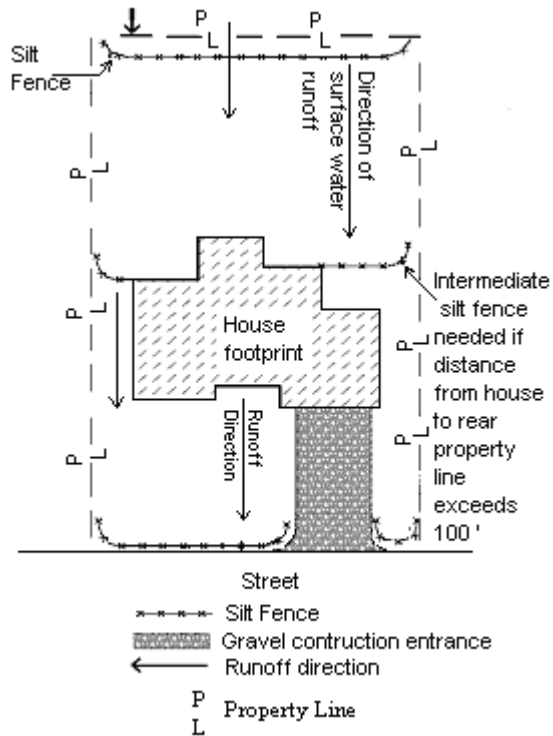 P
L
P
L
Silt
Fence
Direction of
surface water
runoff
P L
P L
P L
House
footprint
Intermediate
silt fence
needed if
distance
from house
to rear
property
line
exceeds
100 '
P L
P L
P L
Runoff
Direction
Street
Silt Fence
Gravel contruction entrance
Runoff direction
P
L
Property Line